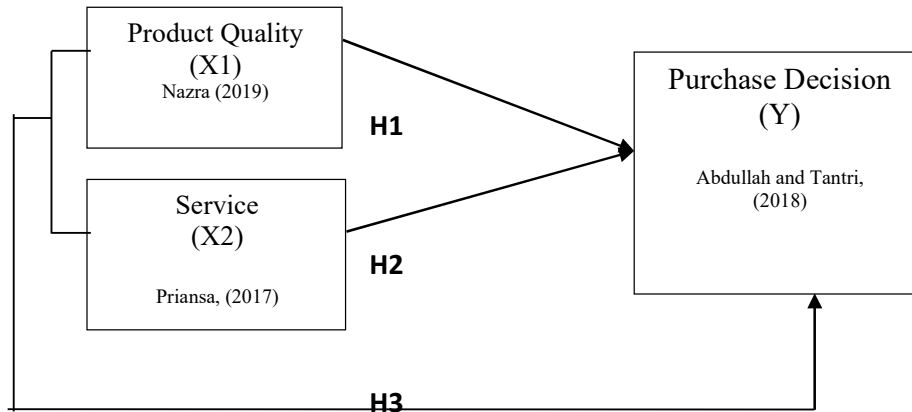 Product Quality
(X1)
Nazra (2019)
H1
Service
(X2)
Priansa, (2017)
H2
Purchase Decision
(Y)
Abdullah and Tantri,
(2018)
H3